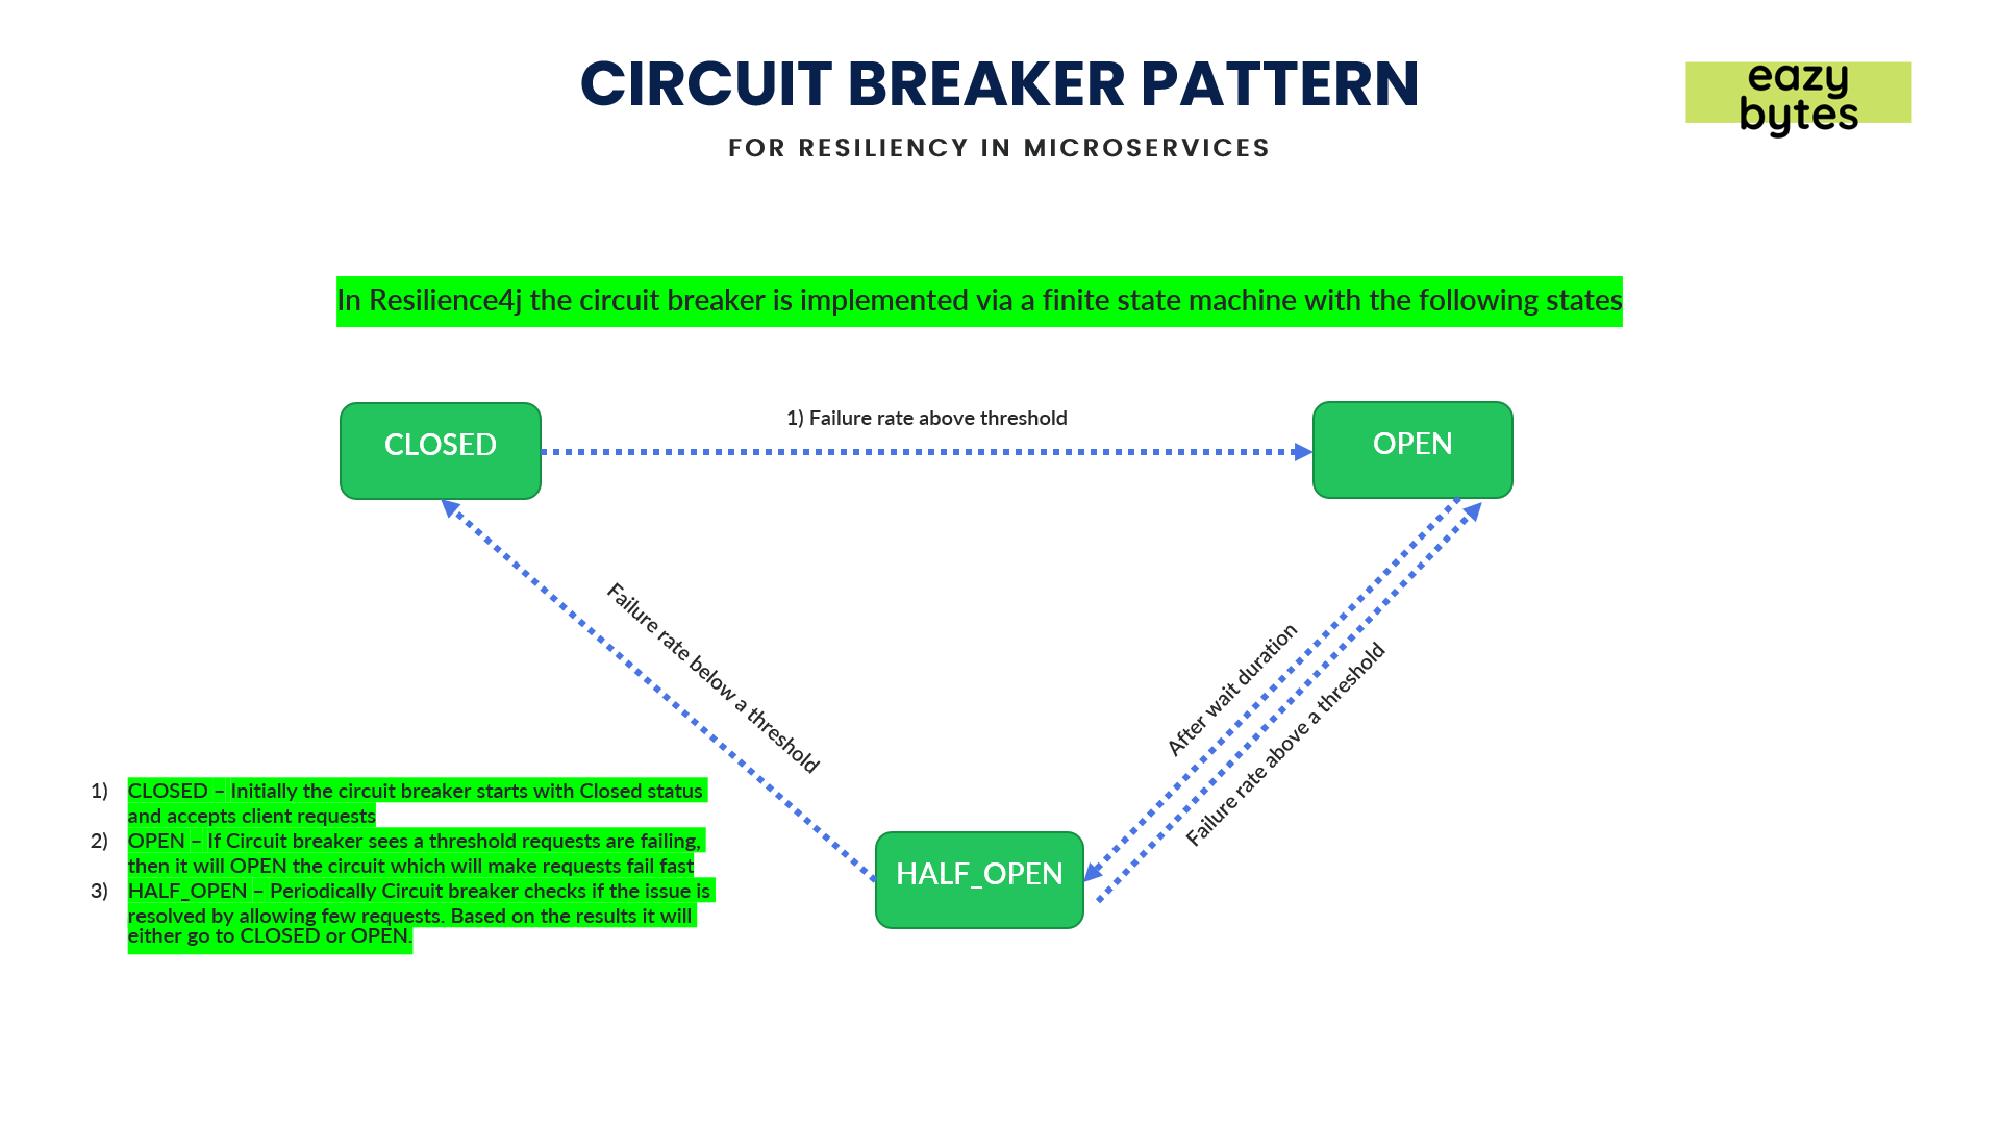 CIRCUIT BREAKER PATTERN
FOR RESILIENCY IN MICROSERVICES
eazy
bytes
In Resilience4j the circuit breaker is implemented via a finite state machine with the following states
CLOSED
1) Failure rate above threshold
OPEN
Failure rate below a threshold
After wait duration
Failure rate above a threshold
HALF_OPEN
1) CLOSED – Initially the circuit breaker starts with Closed status
and accepts client requests
2) OPEN – If Circuit breaker sees a threshold requests are failing,
then it will OPEN the circuit which will make requests fail fast
3) HALF_OPEN – Periodically Circuit breaker checks if the issue is
resolved by allowing few requests. Based on the results it will
either go to CLOSED or OPEN.